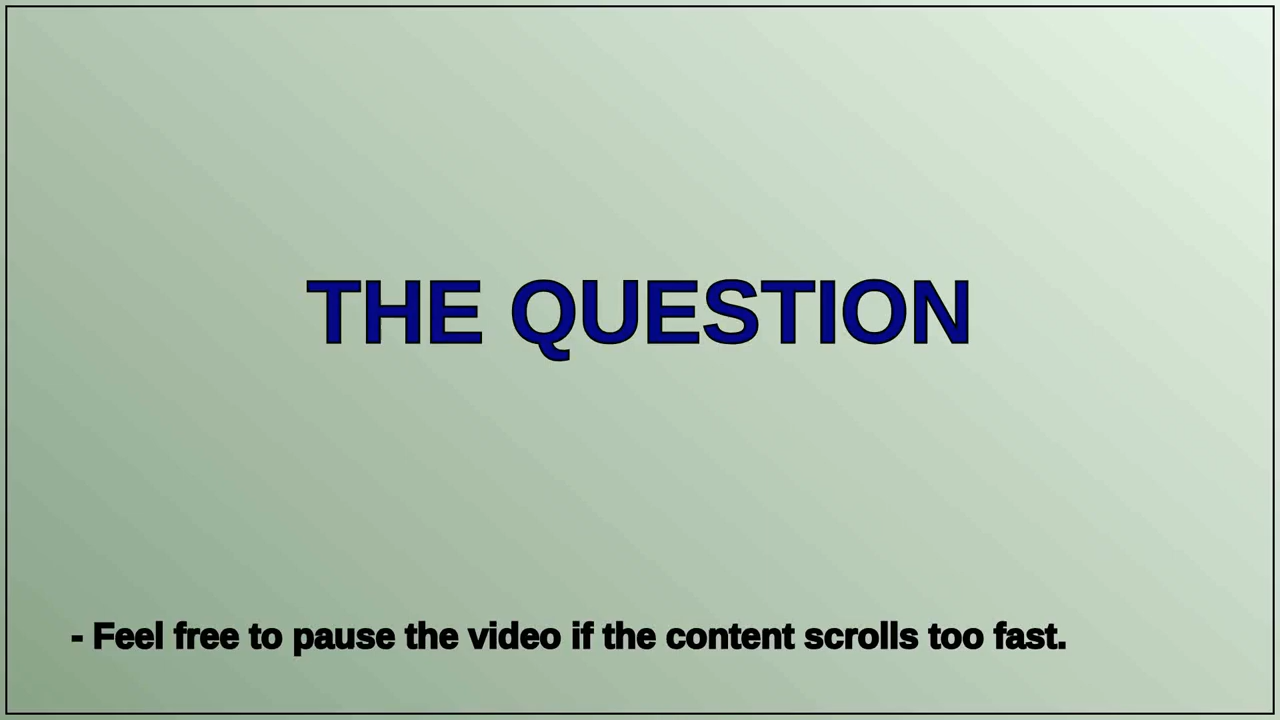 THE QUESTION
- Feel free to pause the video if the content scrolls too fast.